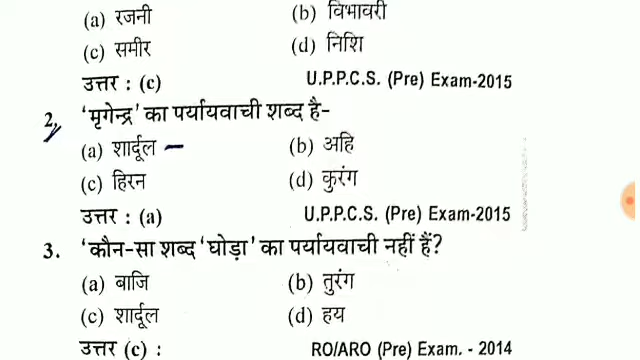 (a) रजनी (b) विभावरी
(c) समीर (d) निशि
उत्तर : (c) U.P.P.C.S. (Pre) Exam-2015
2. 'मृगेन्द्र' का पर्यायवाची शब्द है-
(a) शार्दूल (b) अहि
(c) हिरन (d) कुरंग
उत्तर : (a) U.P.P.C.S. (Pre) Exam-2015
3. 'कौन-सा शब्द 'घोड़ा' का पर्यायवाची नहीं हैं?
(a) बाजि (b) तुरंग
(c) शार्दूल (d) हय
उत्तर (c) : RO/ARO (Pre) Exam. - 2014